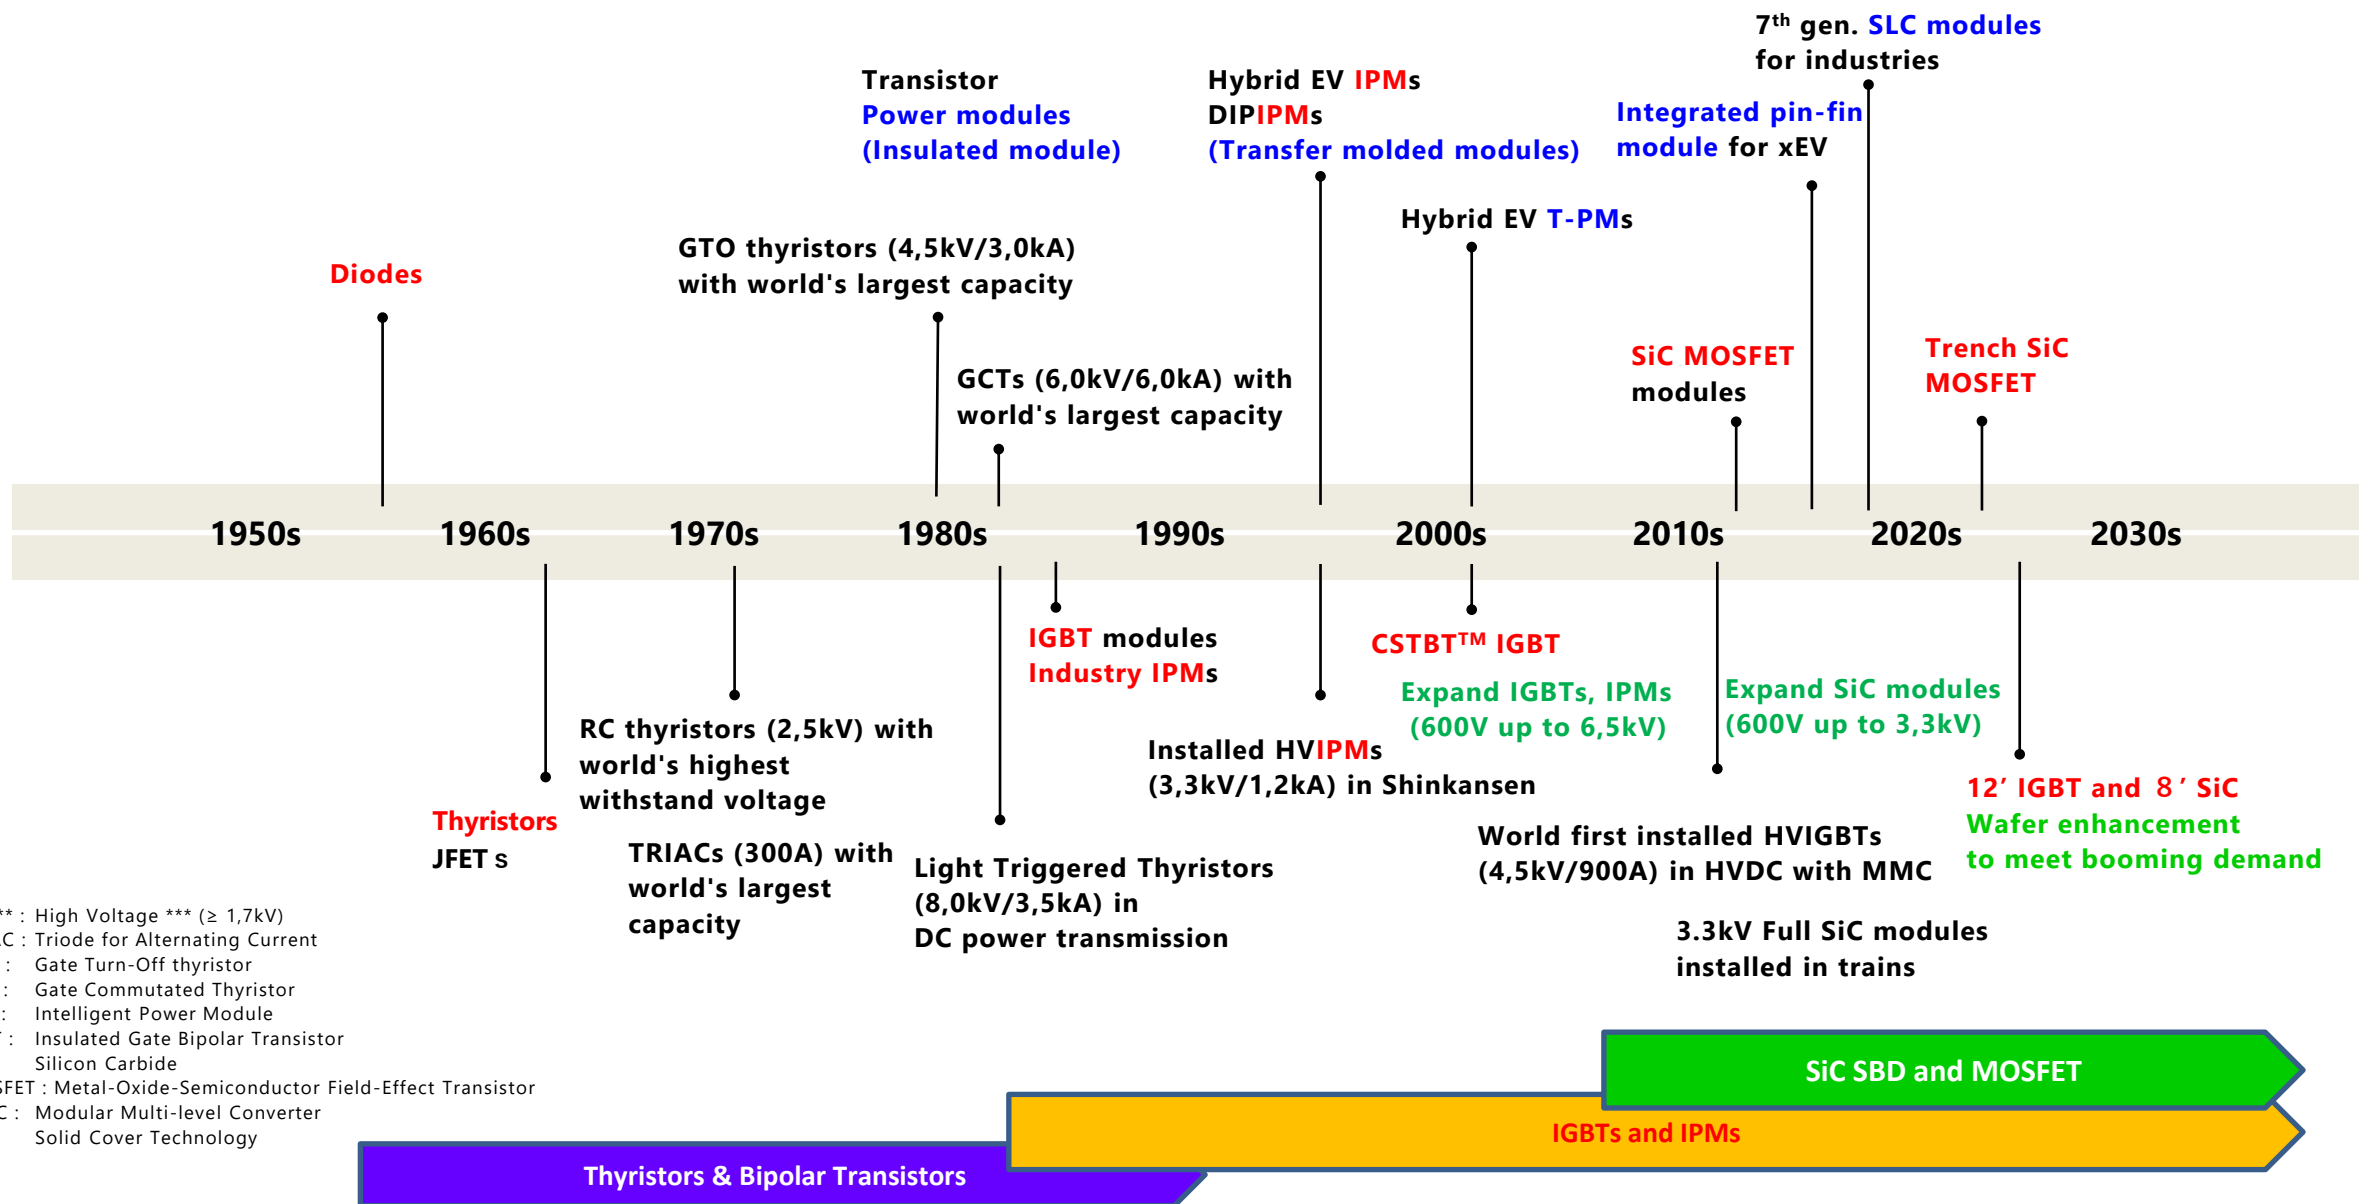 7th gen. SLC modules
for industries
Transistor
Power modules
(Insulated module)
Hybrid EV IPMs
DIPIPMs
(Transfer molded modules)
Integrated pin-fin
module for xEV
Hybrid EV T-PMs
GTO thyristors (4,5kV/3,0kA)
with world's largest capacity
Diodes
GCTs (6,0kV/6,0kA) with
world's largest capacity
SiC MOSFET
modules
Trench SiC
MOSFET
1950s 1960s 1970s 1980s 1990s 2000s 2010s 2020s 2030s
IGBT modules
Industry IPMs
CSTBT™ IGBT
Expand IGBTs, IPMs
(600V up to 6,5kV)
Expand SiC modules
(600V up to 3,3kV)
RC thyristors (2,5kV) with
world's highest
withstand voltage
Installed HVIPMs
(3,3kV/1,2kA) in Shinkansen
12′ IGBT and 8′ SiC
Wafer enhancement
to meet booming demand
Thyristors
JFET s
TRIACs (300A) with
world's largest
capacity
Light Triggered Thyristors
(8,0kV/3,5kA) in
DC power transmission
World first installed HVIGBTs
(4,5kV/900A) in HVDC with MMC
3.3kV Full SiC modules
installed in trains
** : High Voltage *** (≥ 1,7kV)
C : Triode for Alternating Current
: Gate Turn-Off thyristor
: Gate Commutated Thyristor
: Intelligent Power Module
: Insulated Gate Bipolar Transistor
Silicon Carbide
SFET : Metal-Oxide-Semiconductor Field-Effect Transistor
C : Modular Multi-level Converter
Solid Cover Technology
SiC SBD and MOSFET
IGBTs and IPMs
Thyristors & Bipolar Transistors